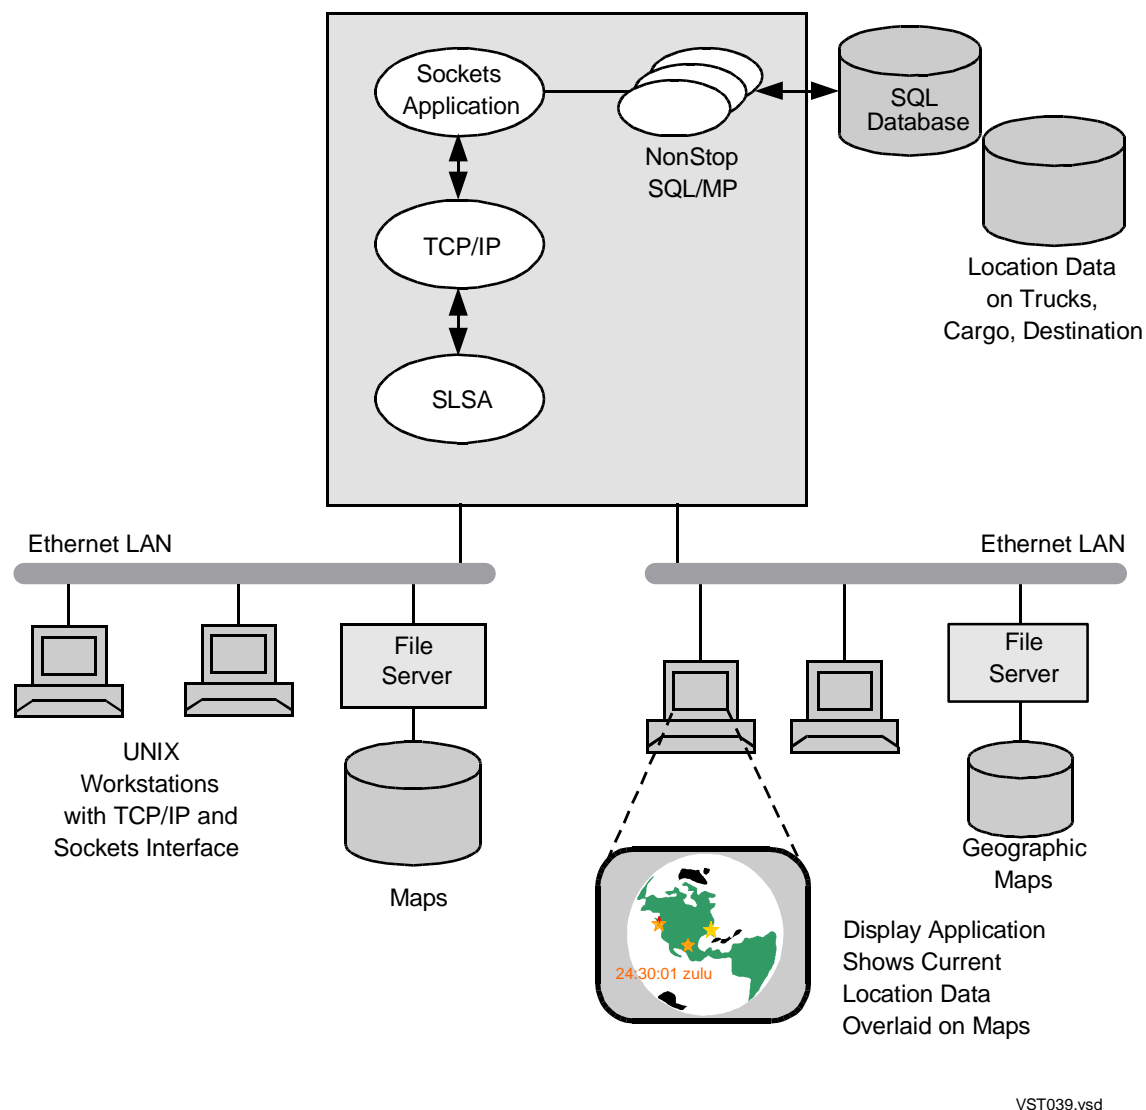 Sockets
Application
SQL
Database
NonStop
SQL/MP
TCP/IP
Location Data
on Trucks,
Cargo, Destination
SLSA
Ethernet LAN
Ethernet LAN
File
Server
File
Server
UNIX
Workstations
with TCP/IP and
Sockets Interface
Maps
Geographic
Maps
24:30:01 zulu
Display Application
Shows Current
Location Data
Overlaid on Maps
VST039.vsd